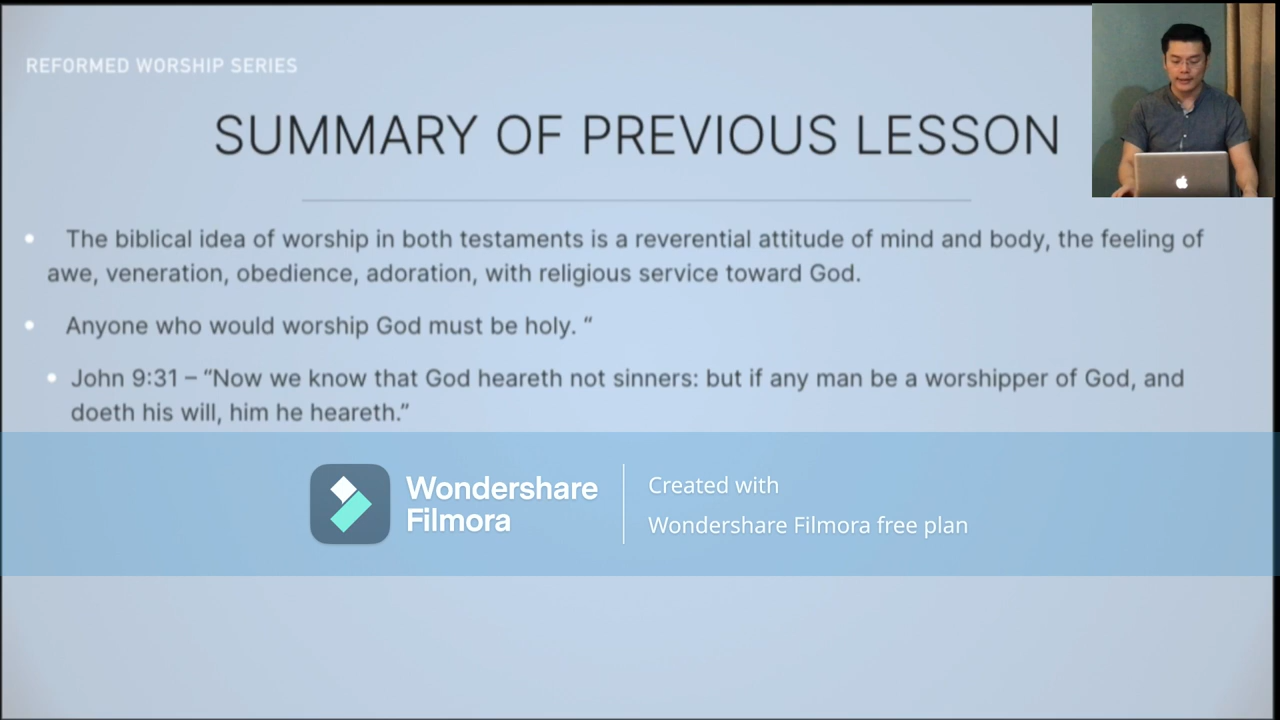 REFORMED WORSHIP SERIES
SUMMARY OF PREVIOUS LESSON
• The biblical idea of worship in both testaments is a reverential attitude of mind and body, the feeling of
awe, veneration, obedience, adoration, with religious service toward God.
• Anyone who would worship God must be holy. “
• John 9:31 – “Now we know that God heareth not sinners: but if any man be a worshipper of God, and
doeth his will, him he heareth.”
Wondershare
Filmora
Created with
Wondershare Filmora free plan